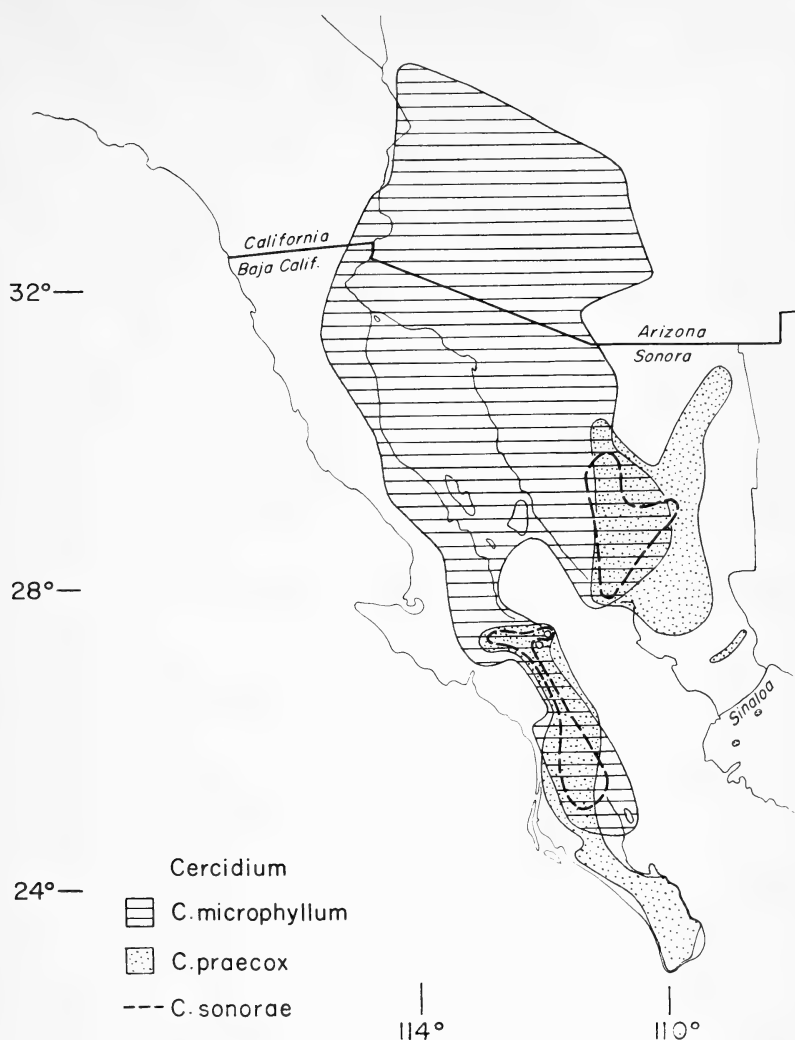 California
Baja Calif.
32°
Arizona
Sonora
28°
Sinaloa
24°
Cercidium
C. microphyllum
C. praecox
C. sonorae
114°
110°